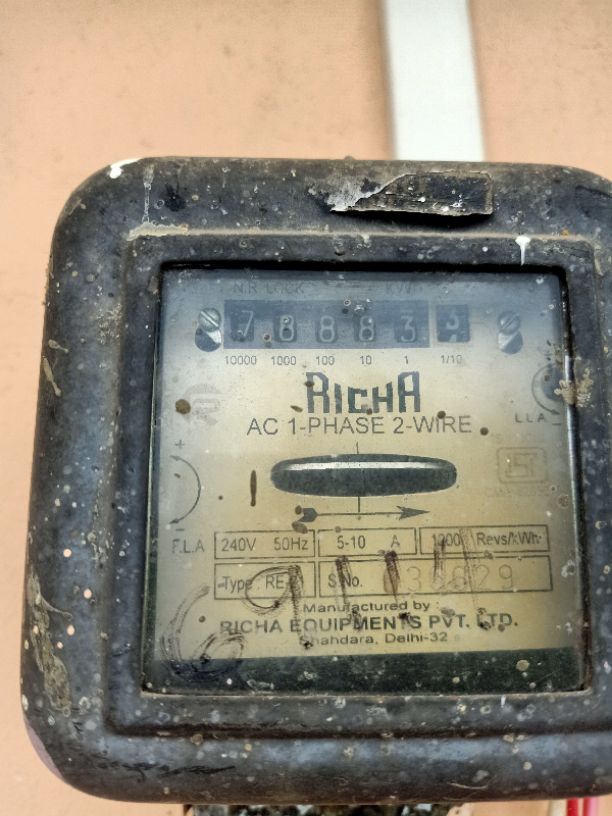 7 8 8 8 3 3
10000 1000 100 10 1 1/10
RICHA
AC 1-PHASE 2-WIRE
L.L.A
+
-
F.L.A
240V 50Hz 5-10 A Revs/kWh
Type S.No.
Manufactured by
RICHA EQUIPMENTS PVT. LTD.
Shahdara, Delhi-32